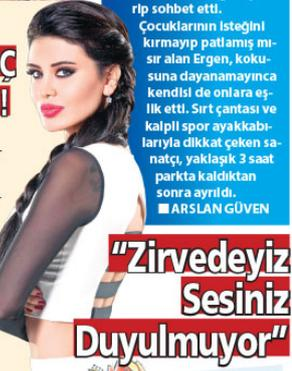 rip sohbet etti.
Çocuklarının isteğini
kırmayıp patlamış mı-
sır alan Ergen, koku-
suna dayanamayınca
kendisi de onlara eş-
lik etti. Sırt çantası ve
kalpli spor ayakkabı-
larıyla dikkat çeken sa-
natçı, yaklaşık 3 saat
parkta kaldıktan
sonra ayrıldı.
■ ARSLAN GÜVEN
Ç
!
“Zirvedeyiz
Sesiniz
Duyulmuyor”